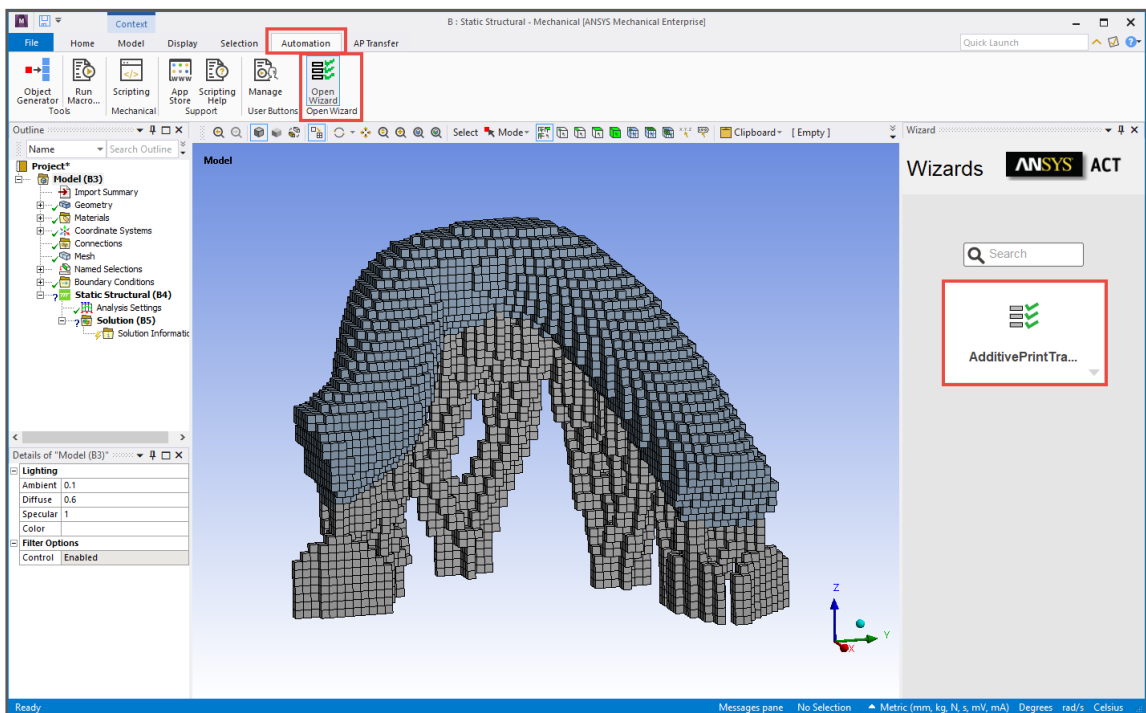 M
Context
B : Static Structural - Mechanical [ANSYS Mechanical Enterprise]
File Home Model Display Selection Automation AP Transfer
Quick Launch
Object Generator
Run Macro...
Tools
Scripting
Mechanical
App Store
Scripting Help
Support
Manage
User Buttons
Open Wizard
Open Wizard
Outline
Name
Search Outline
Project*
Model (B3)
Import Summary
Geometry
Materials
Coordinate Systems
Connections
Mesh
Named Selections
Boundary Conditions
Static Structural (B4)
Analysis Settings
Solution (B5)
Solution Informatic
Details of "Model (B3)"
Lighting
Ambient 0.1
Diffuse 0.6
Specular 1
Color
Filter Options
Control Enabled
Select Mode Clipboard [ Empty ]
Model
Z
Y
X
Wizard
Wizards ANSYS ACT
Search
AdditivePrintTra...
Ready
Messages pane No Selection Metric (mm, kg, N, s, mV, mA) Degrees rad/s Celsius